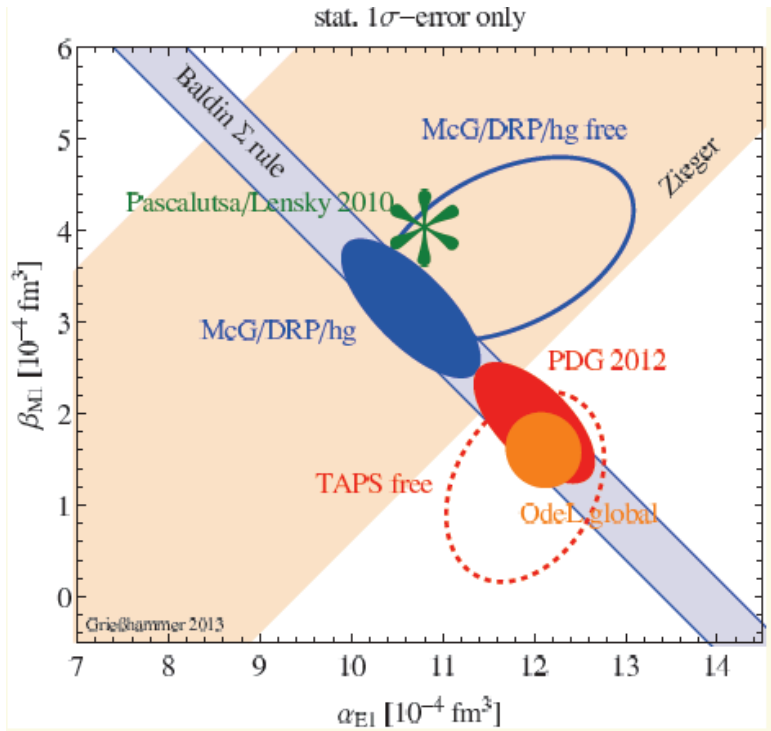 stat. 1σ−error only
6
5
4
3
2
1
0
β_M1 [10⁻⁴ fm³]
Baldin Σ rule
McG/DRP/hg free
Zieger
Pascalutsa/Lensky 2010
McG/DRP/hg
PDG 2012
TAPS free
OdeL global
Grießhammer 2013
7 8 9 10 11 12 13 14
α_E1 [10⁻⁴ fm³]